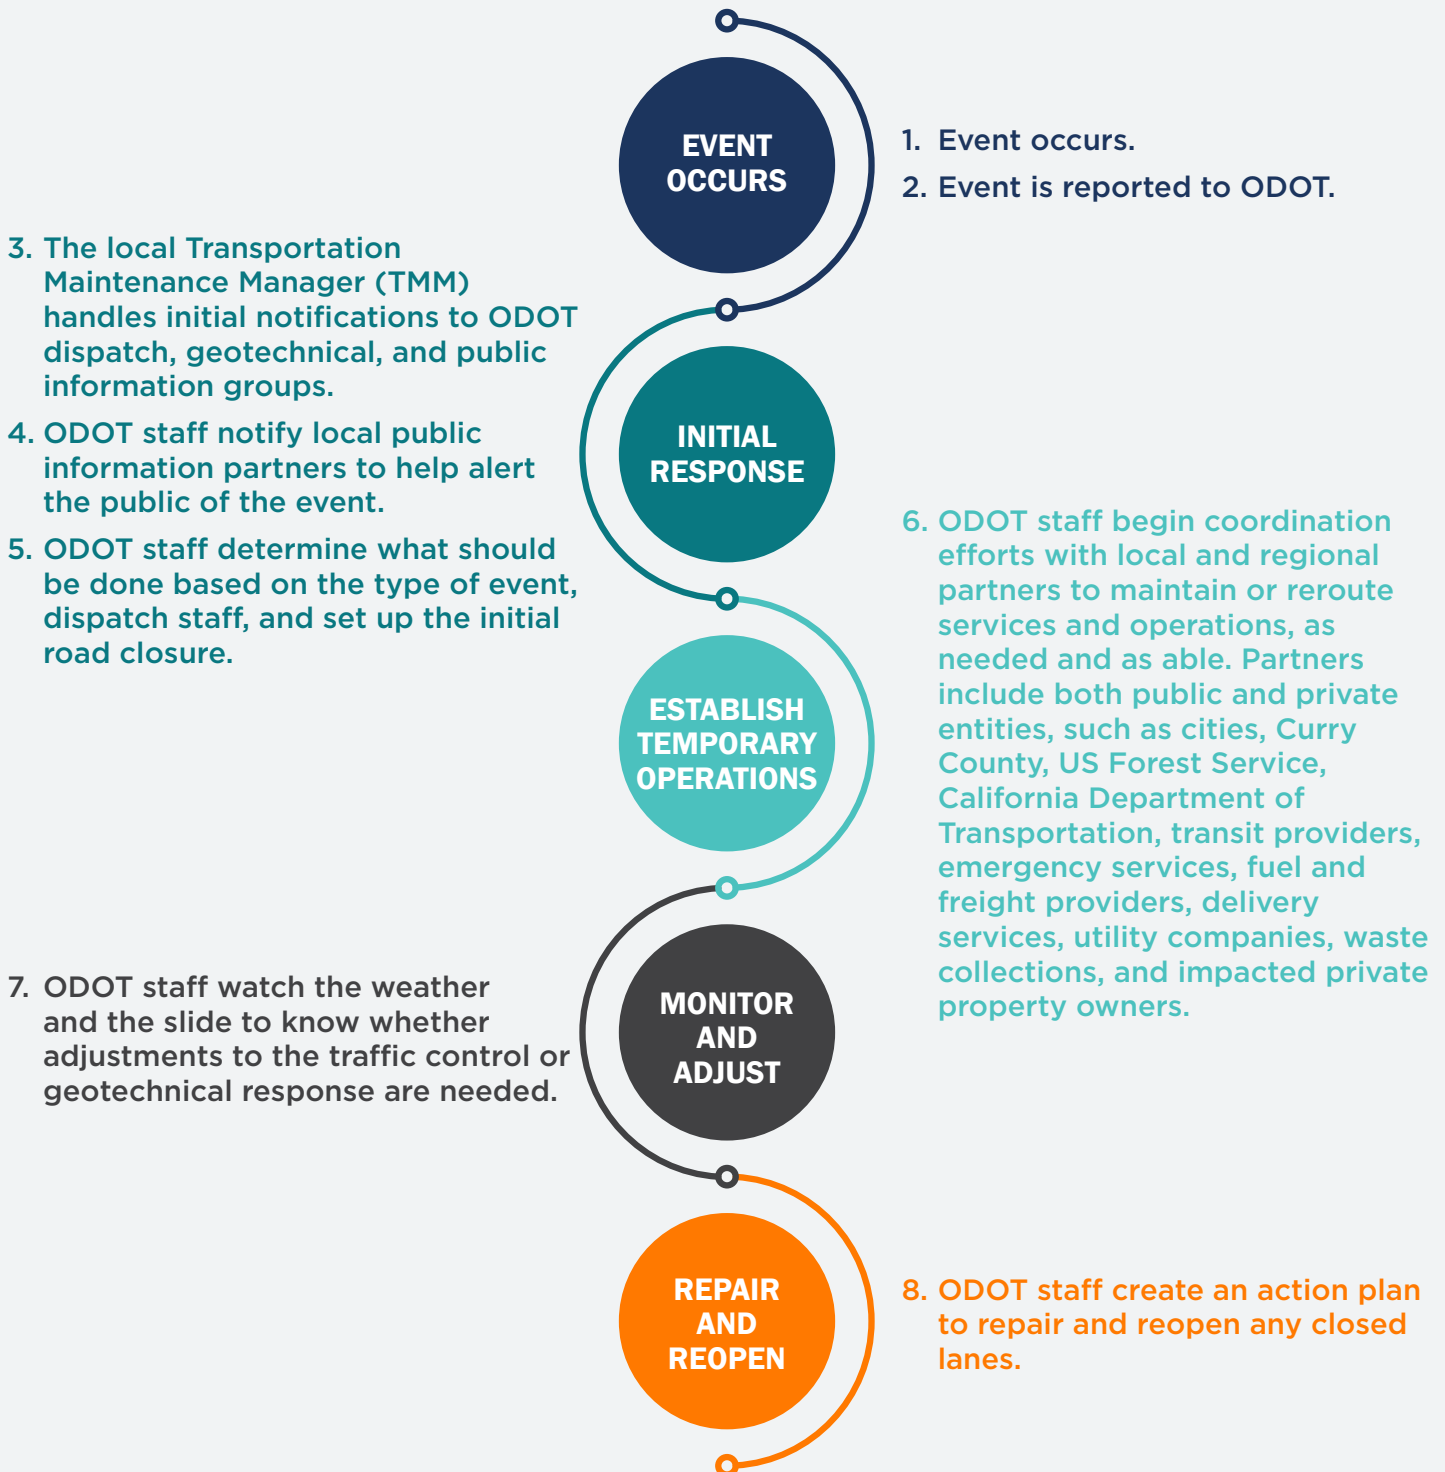 EVENT
OCCURS
1. Event occurs.
2. Event is reported to ODOT.
3. The local Transportation
Maintenance Manager (TMM)
handles initial notifications to ODOT
dispatch, geotechnical, and public
information groups.
4. ODOT staff notify local public
information partners to help alert
the public of the event.
5. ODOT staff determine what should
be done based on the type of event,
dispatch staff, and set up the initial
road closure.
INITIAL
RESPONSE
ESTABLISH
TEMPORARY
OPERATIONS
6. ODOT staff begin coordination
efforts with local and regional
partners to maintain or reroute
services and operations, as
needed and as able. Partners
include both public and private
entities, such as cities, Curry
County, US Forest Service,
California Department of
Transportation, transit providers,
emergency services, fuel and
freight providers, delivery
services, utility companies, waste
collections, and impacted private
property owners.
7. ODOT staff watch the weather
and the slide to know whether
adjustments to the traffic control or
geotechnical response are needed.
MONITOR
AND
ADJUST
REPAIR
AND
REOPEN
8. ODOT staff create an action plan
to repair and reopen any closed
lanes.